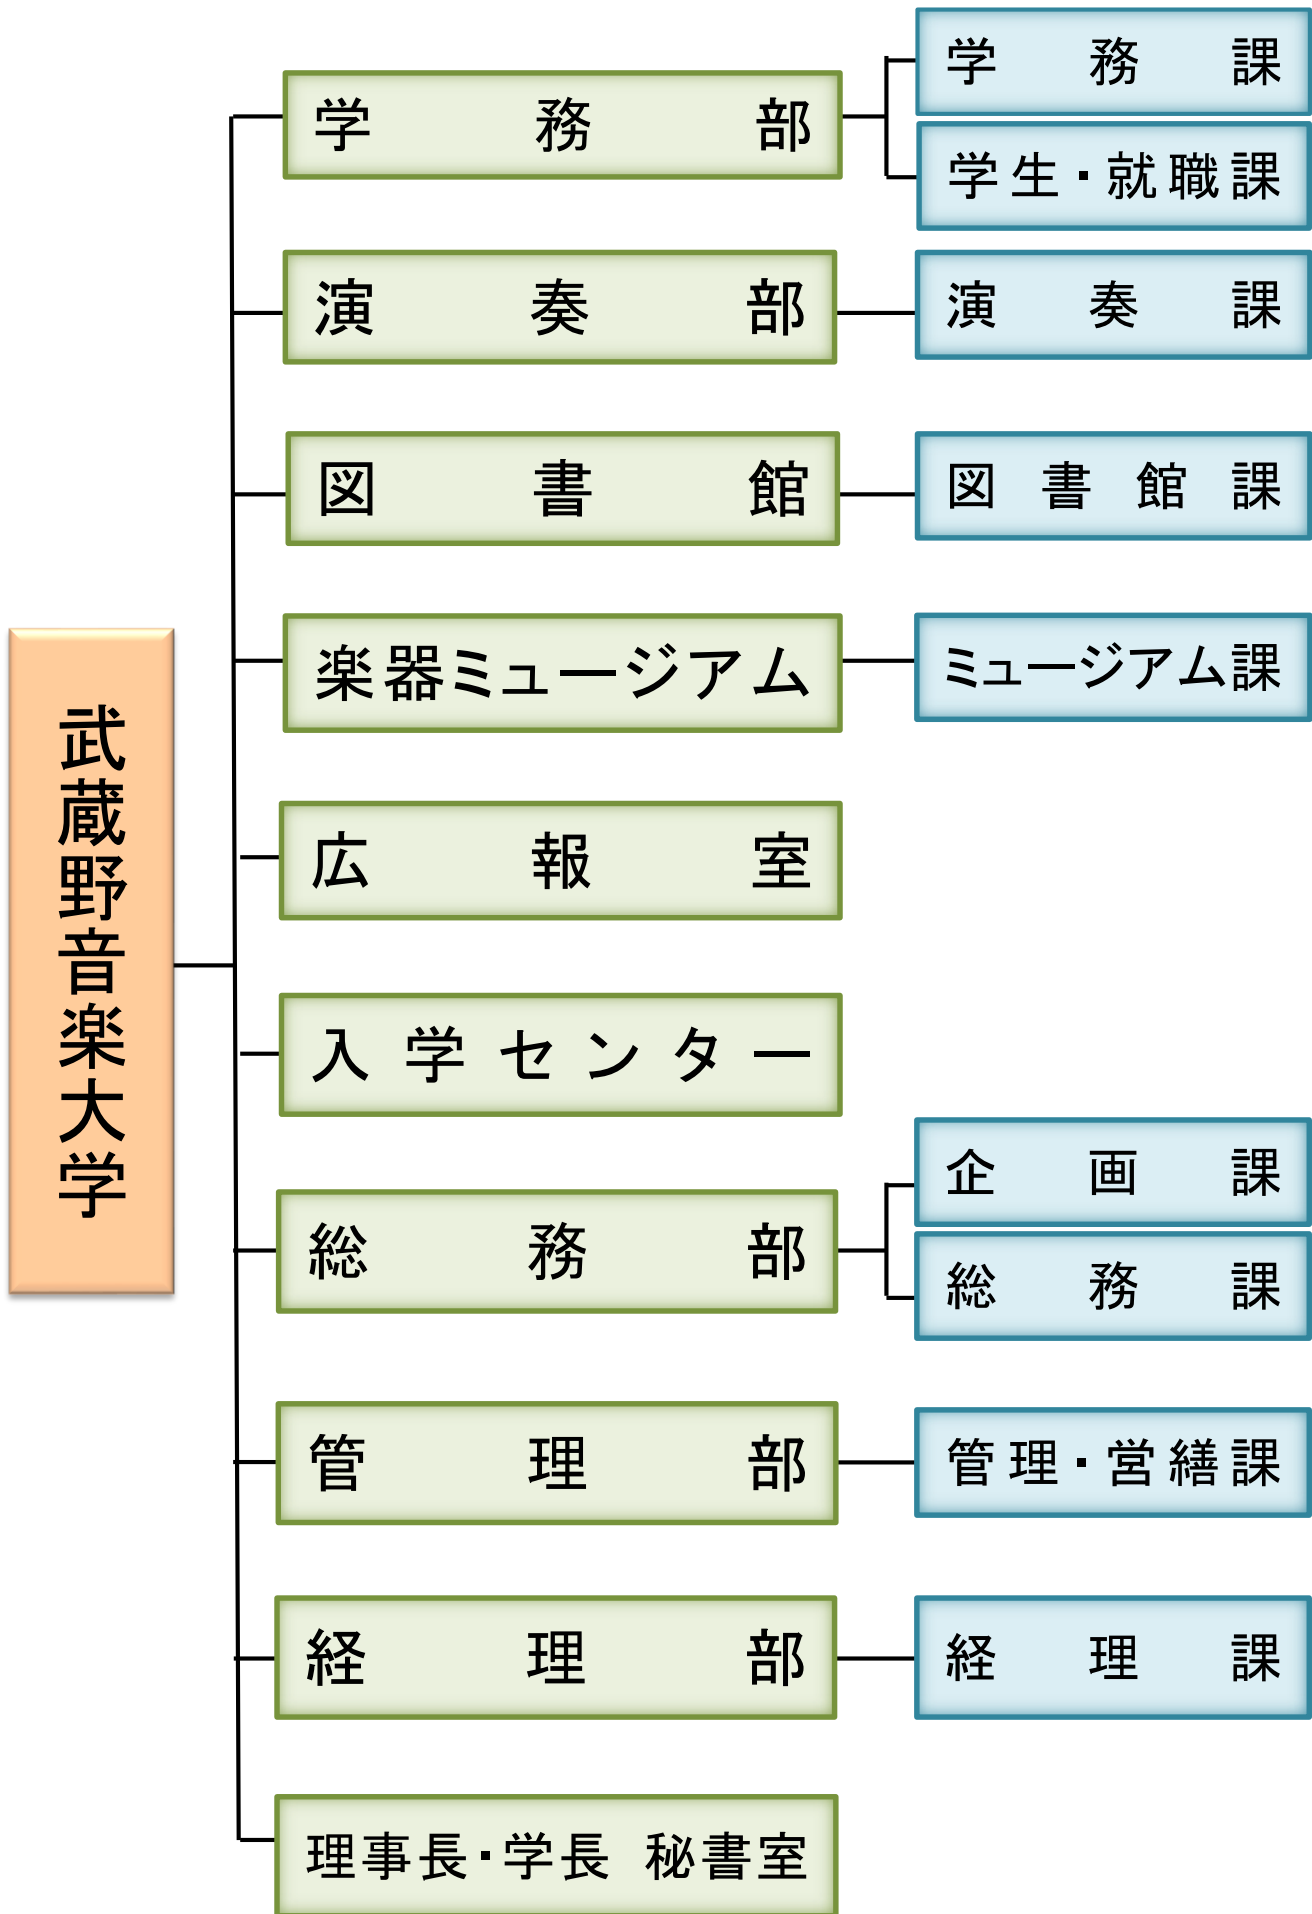 武蔵野音楽大学
学務部
学務課
学生・就職課
演奏部
演奏課
図書館
図書館課
楽器ミュージアム
ミュージアム課
広報室
入学センター
総務部
企画課
総務課
管理部
管理・営繕課
経理部
経理課
理事長・学長 秘書室